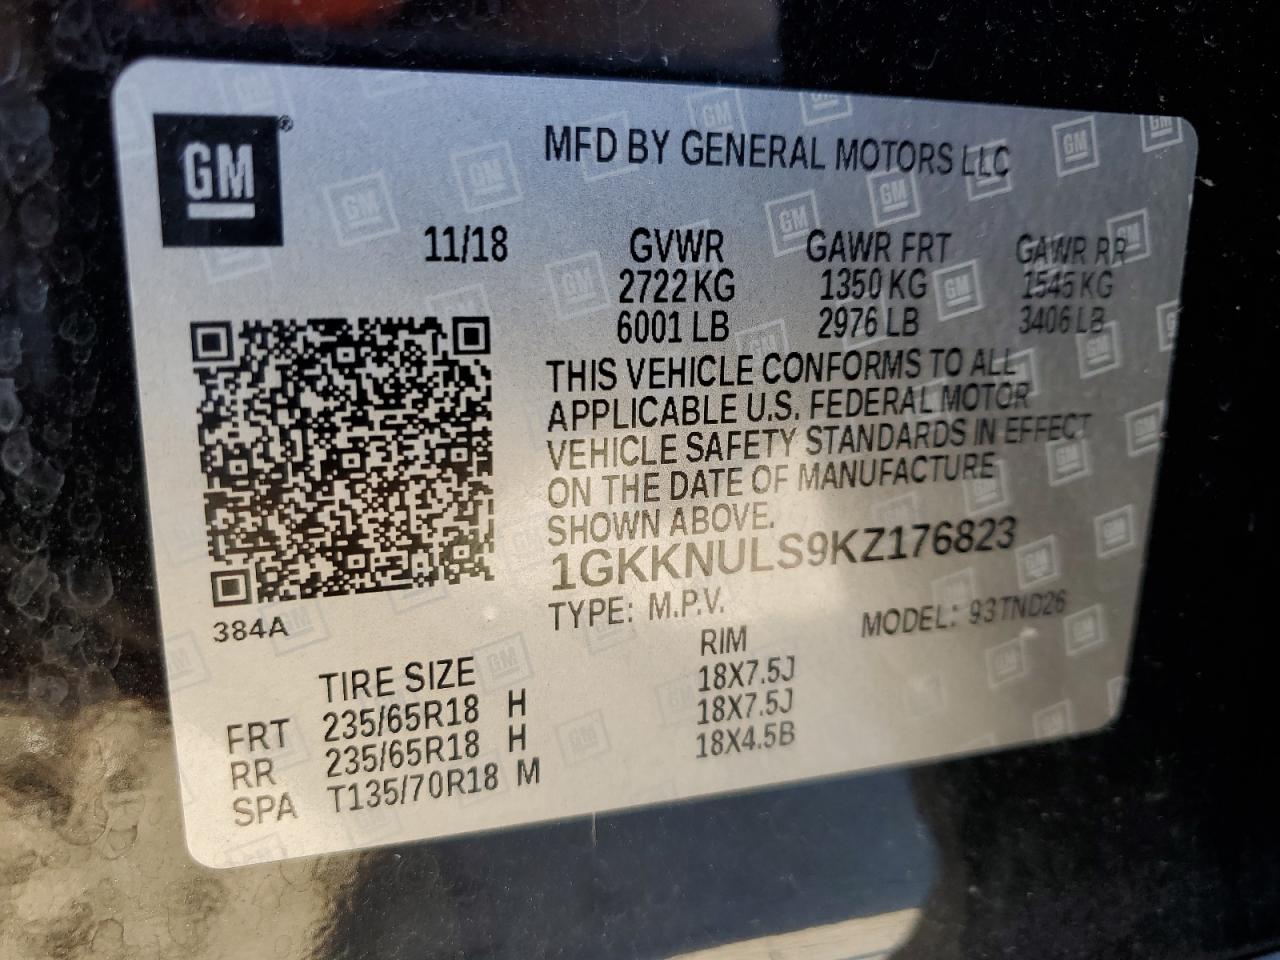 GM®
MFD BY GENERAL MOTORS LLC
11/18 GVWR GAWR FRT GAWR RR
2722 KG 1350 KG 1545 KG
6001 LB 2976 LB 3406 LB
THIS VEHICLE CONFORMS TO ALL
APPLICABLE U.S. FEDERAL MOTOR
VEHICLE SAFETY STANDARDS IN EFFECT
ON THE DATE OF MANUFACTURE
SHOWN ABOVE.
1GKKNULS9KZ176823
TYPE: M.P.V. MODEL: 93TND26
384A
TIRE SIZE RIM
FRT 235/65R18 H 18X7.5J
RR 235/65R18 H 18X7.5J
SPA T135/70R18 M 18X4.5B